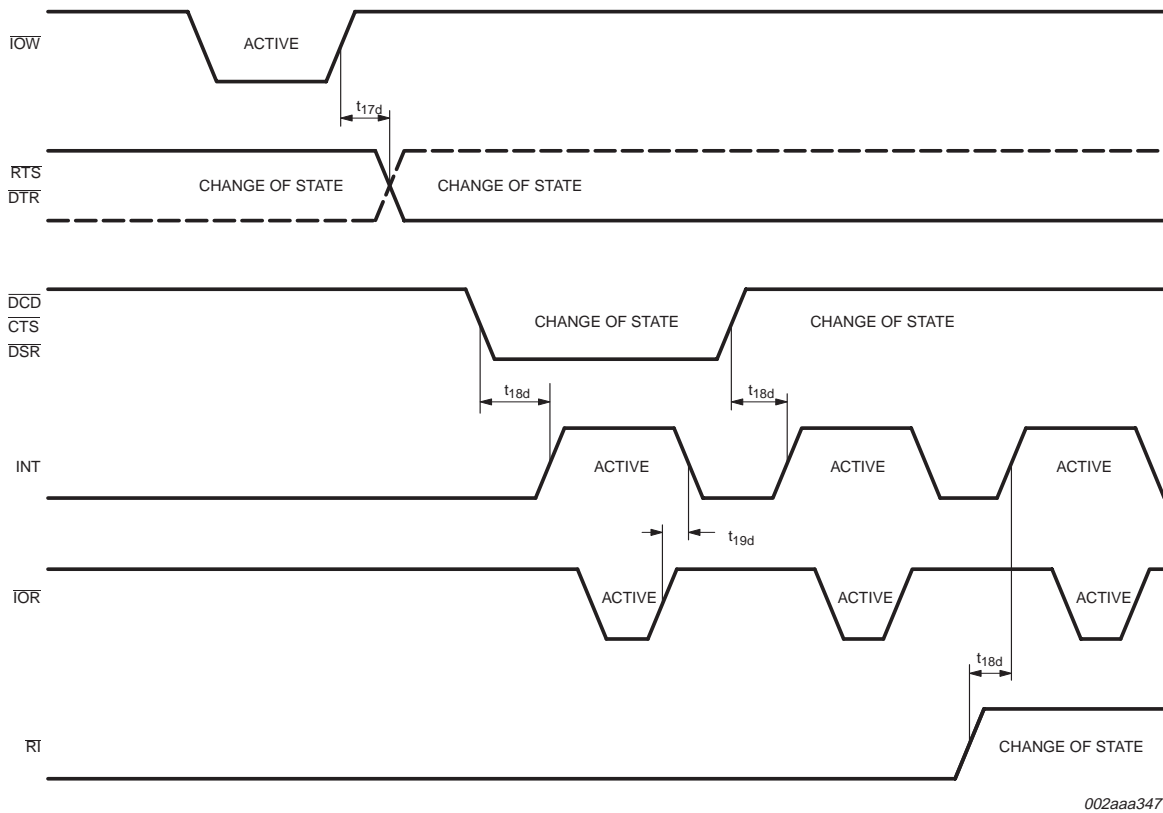 IOW
ACTIVE
t17d
RTS
DTR
CHANGE OF STATE
CHANGE OF STATE
DCD
CTS
DSR
CHANGE OF STATE
CHANGE OF STATE
t18d
t18d
INT
ACTIVE
ACTIVE
ACTIVE
t19d
IOR
ACTIVE
ACTIVE
ACTIVE
t18d
RI
CHANGE OF STATE
002aaa347